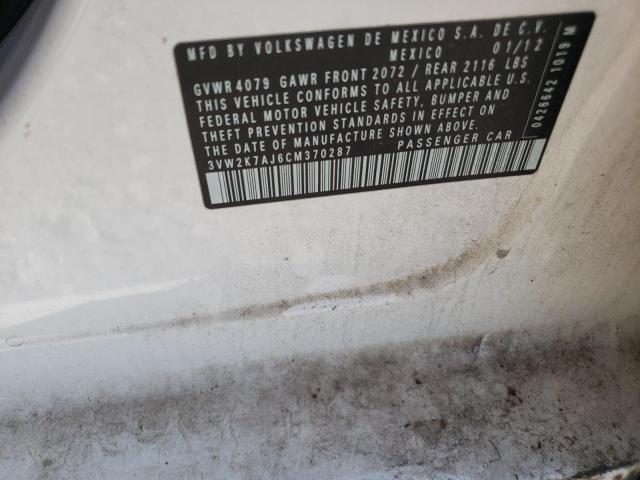 MFD BY VOLKSWAGEN DE MEXICO S.A. DE C.V.
MEXICO 01/12
GVWR 4079 GAWR FRONT 2072 / REAR 2116 LBS
THIS VEHICLE CONFORMS TO ALL APPLICABLE U.S.
FEDERAL MOTOR VEHICLE SAFETY, BUMPER AND
THEFT PREVENTION STANDARDS IN EFFECT ON
THE DATE OF MANUFACTURE SHOWN ABOVE.
3VW2K7AJ6CM370287 PASSENGER CAR
0426642 1019 M